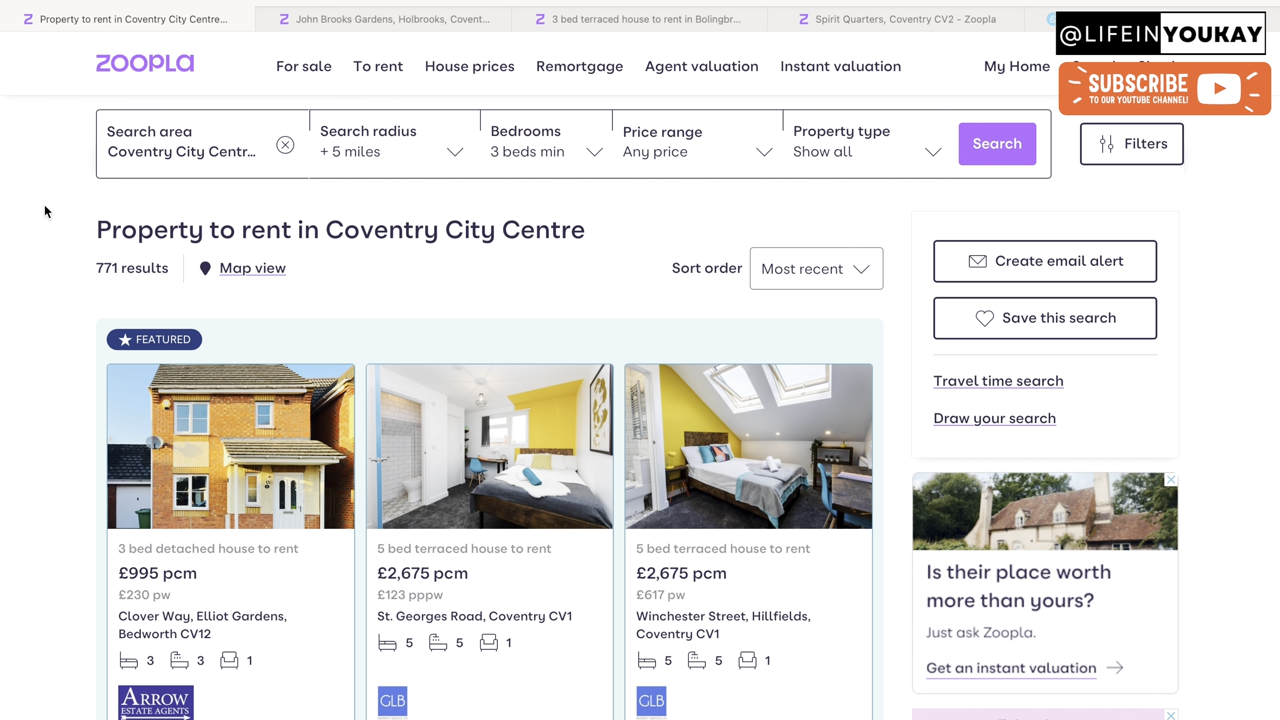 Property to rent in Coventry City Centre...
John Brooks Gardens, Holbrooks, Covent...
3 bed terraced house to rent in Bolingbr...
Spirit Quarters, Coventry CV2 - Zoopla
@LIFEINYOUKAY
ZOOPLA
For sale
To rent
House prices
Remortgage
Agent valuation
Instant valuation
My Home
SUBSCRIBE
TO OUR YOUTUBE CHANNEL!
Search area
Coventry City Centr...
Search radius
+ 5 miles
Bedrooms
3 beds min
Price range
Any price
Property type
Show all
Search
Filters
Property to rent in Coventry City Centre
771 results
Map view
Sort order
Most recent
Create email alert
Save this search
Travel time search
Draw your search
FEATURED
3 bed detached house to rent
£995 pcm
£230 pw
Clover Way, Elliot Gardens,
Bedworth CV12
3 3 1
ARROW
ESTATE AGENTS
5 bed terraced house to rent
£2,675 pcm
£123 pppw
St. Georges Road, Coventry CV1
5 5 1
GLB
5 bed terraced house to rent
£2,675 pcm
£617 pw
Winchester Street, Hillfields,
Coventry CV1
5 5 1
GLB
Is their place worth
more than yours?
Just ask Zoopla.
Get an instant valuation